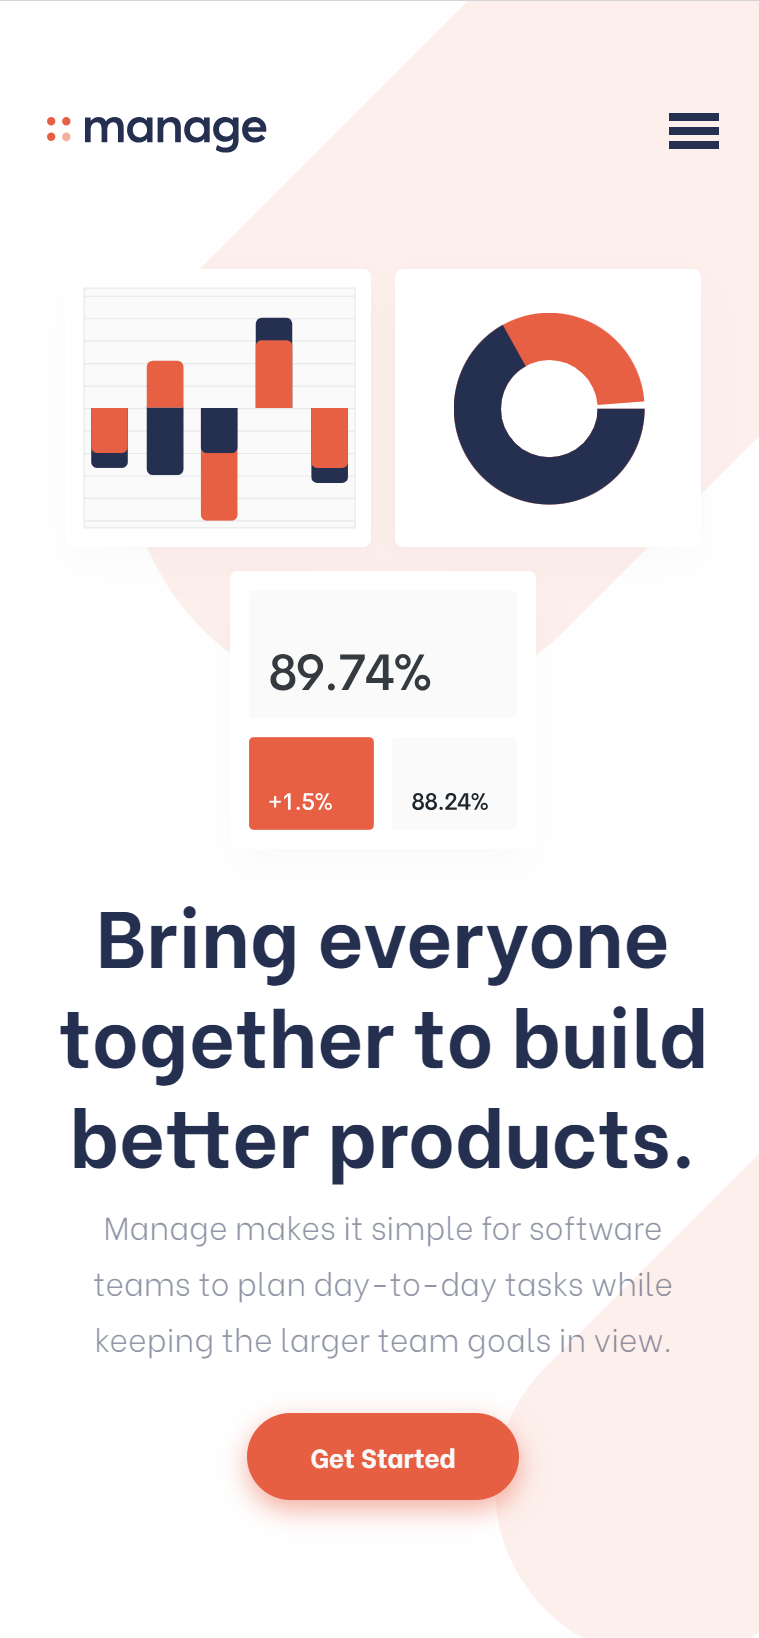 manage
89.74%
+1.5%
88.24%
Bring everyone
together to build
better products.
Manage makes it simple for software
teams to plan day-to-day tasks while
keeping the larger team goals in view.
Get Started